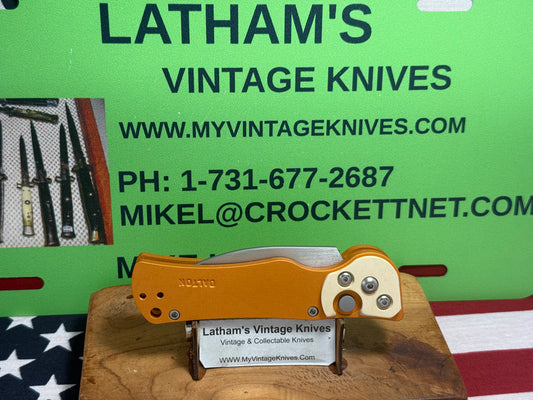 LATHAM'S
VINTAGE KNIVES
WWW.MYVINTAGEKNIVES.COM
PH: 1-731-677-2687
MIKEL@CROCKETTNET.COM
DALTON
Latham's Vintage Knives
Vintage & Collectable Knives
WWW.MyVintageKnives.Com